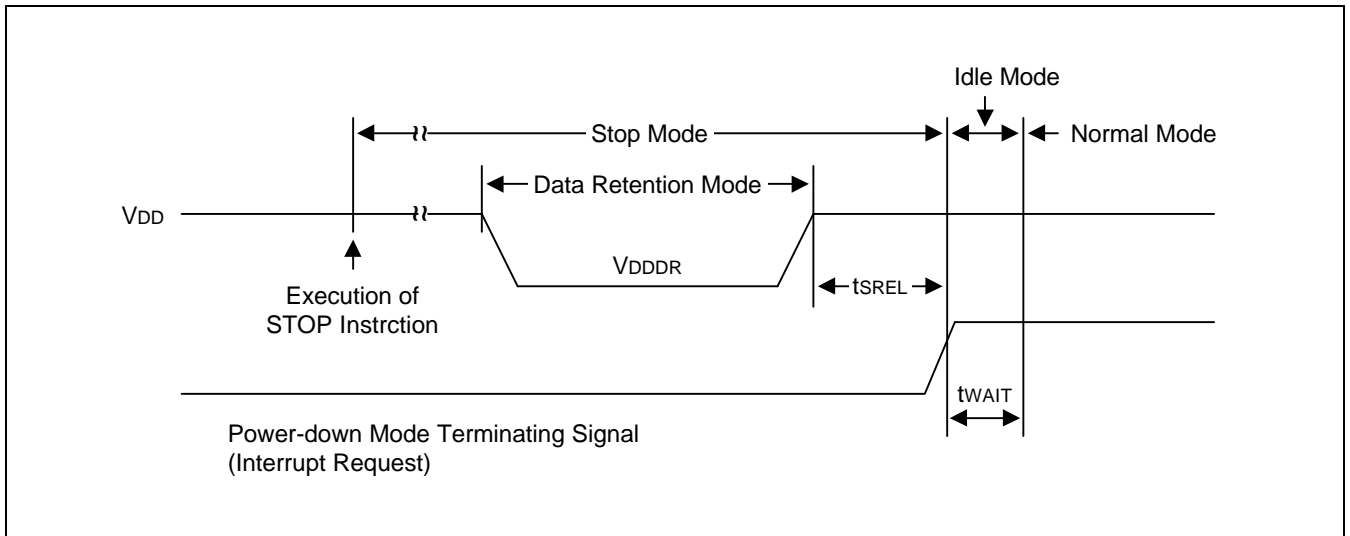 Idle Mode
Stop Mode
Normal Mode
Data Retention Mode
VDD
VDDDR
tSREL
Execution of
STOP Instrction
tWAIT
Power-down Mode Terminating Signal
(Interrupt Request)